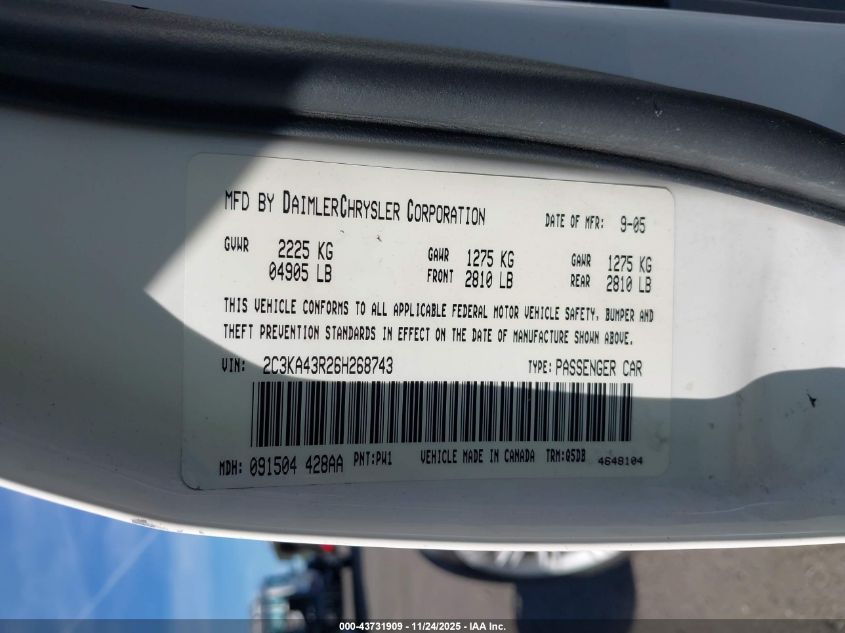 MFD BY DAIMLERCHRYSLER CORPORATION DATE OF MFR: 9-05
GVWR 2225 KG GAWR 1275 KG GAWR 1275 KG
04905 LB FRONT 2810 LB REAR 2810 LB
THIS VEHICLE CONFORMS TO ALL APPLICABLE FEDERAL MOTOR VEHICLE SAFETY, BUMPER AND
THEFT PREVENTION STANDARDS IN EFFECT ON THE DATE OF MANUFACTURE SHOWN ABOVE.
VIN: 2C3KA43R26H268743 TYPE: PASSENGER CAR
MDH: 091504 428AA PNT:PW1 VEHICLE MADE IN CANADA TRM:Q5DB 4648104
000-43731909 - 11/24/2025 - IAA Inc.